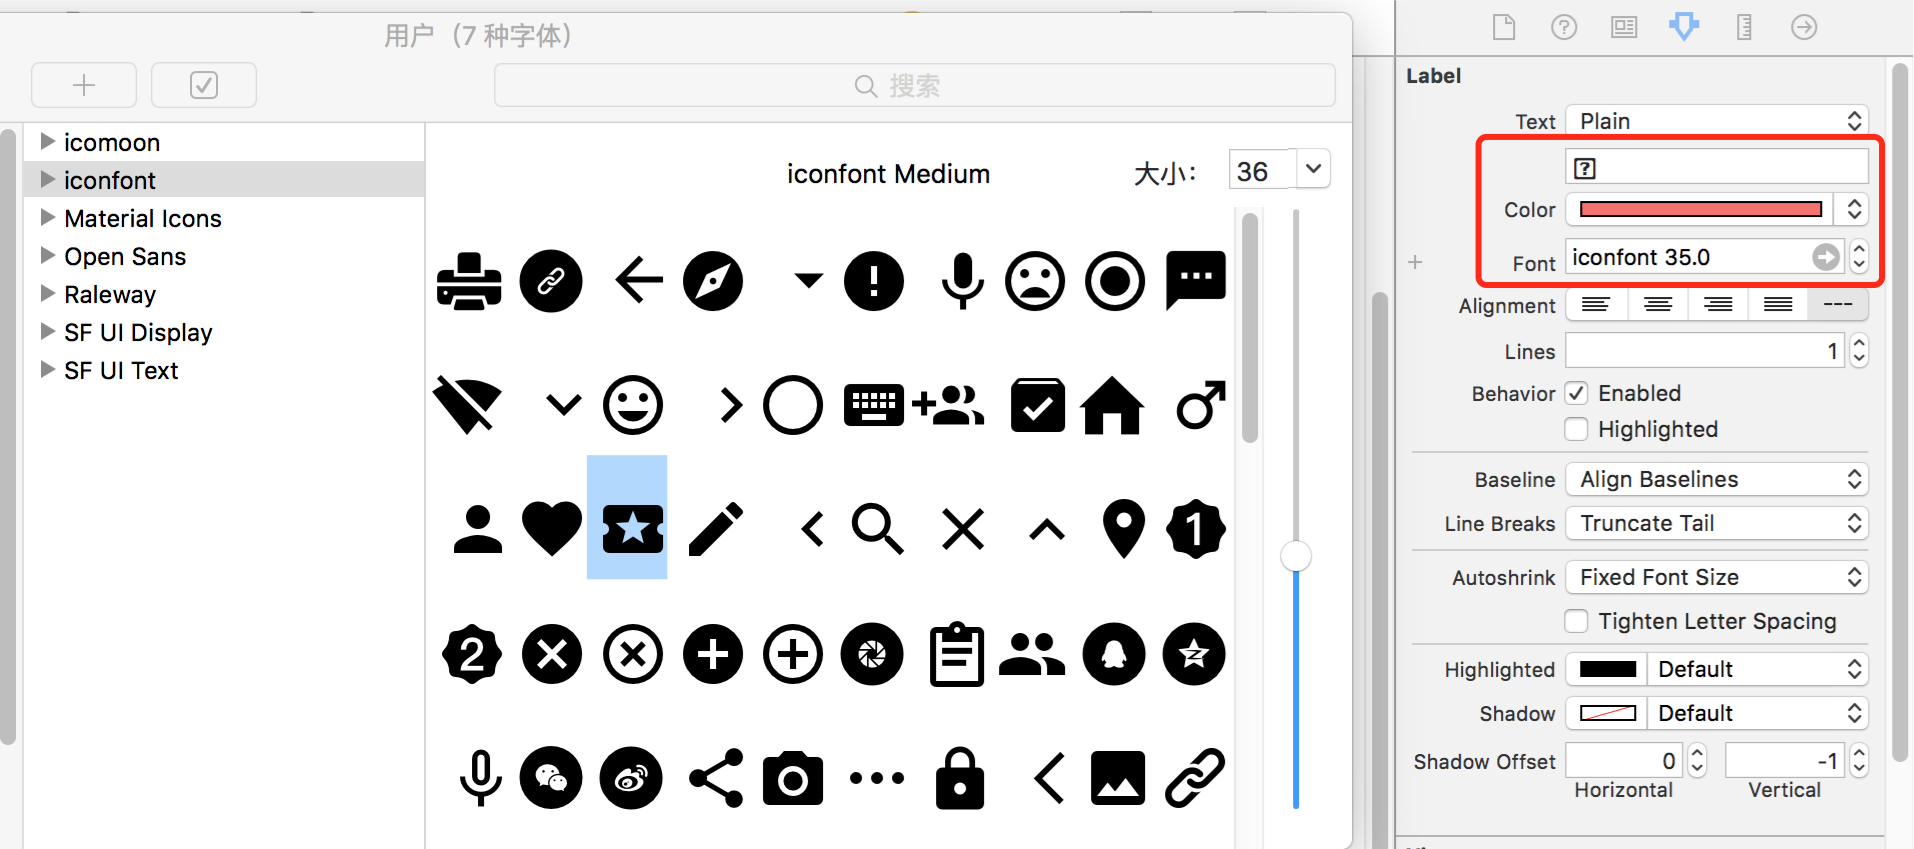 用户（7 种字体）
搜索
icomoon
iconfont
Material Icons
Open Sans
Raleway
SF UI Display
SF UI Text
iconfont Medium
大小：
36
1
2
Label
Text Plain
?
Color
Font iconfont 35.0
Alignment
Lines 1
Behavior Enabled
Highlighted
Baseline Align Baselines
Line Breaks Truncate Tail
Autoshrink Fixed Font Size
Tighten Letter Spacing
Highlighted Default
Shadow Default
Shadow Offset 0 -1
Horizontal Vertical